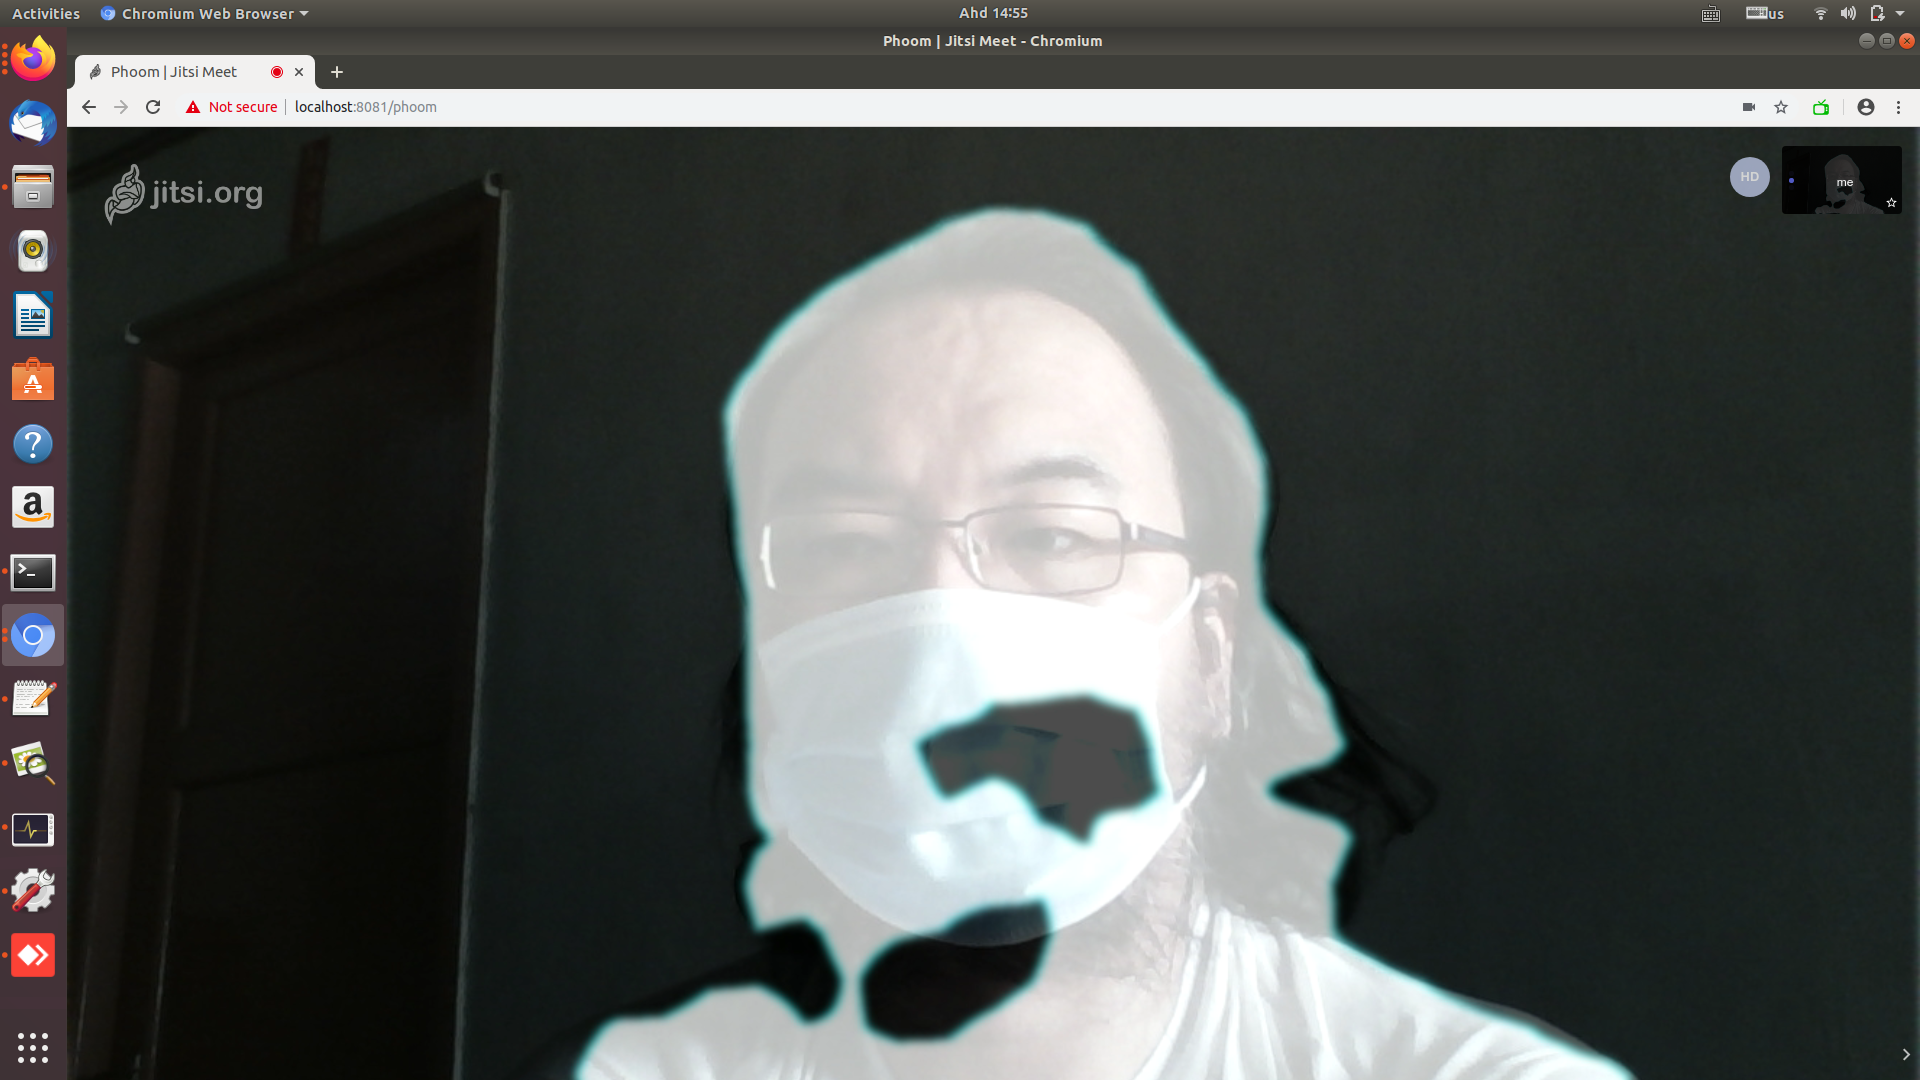 Activities
Chromium Web Browser
Ahd 14:55
us
Phoom | Jitsi Meet - Chromium
Phoom | Jitsi Meet
Not secure
localhost:8081/phoom
jitsi.org
HD
me